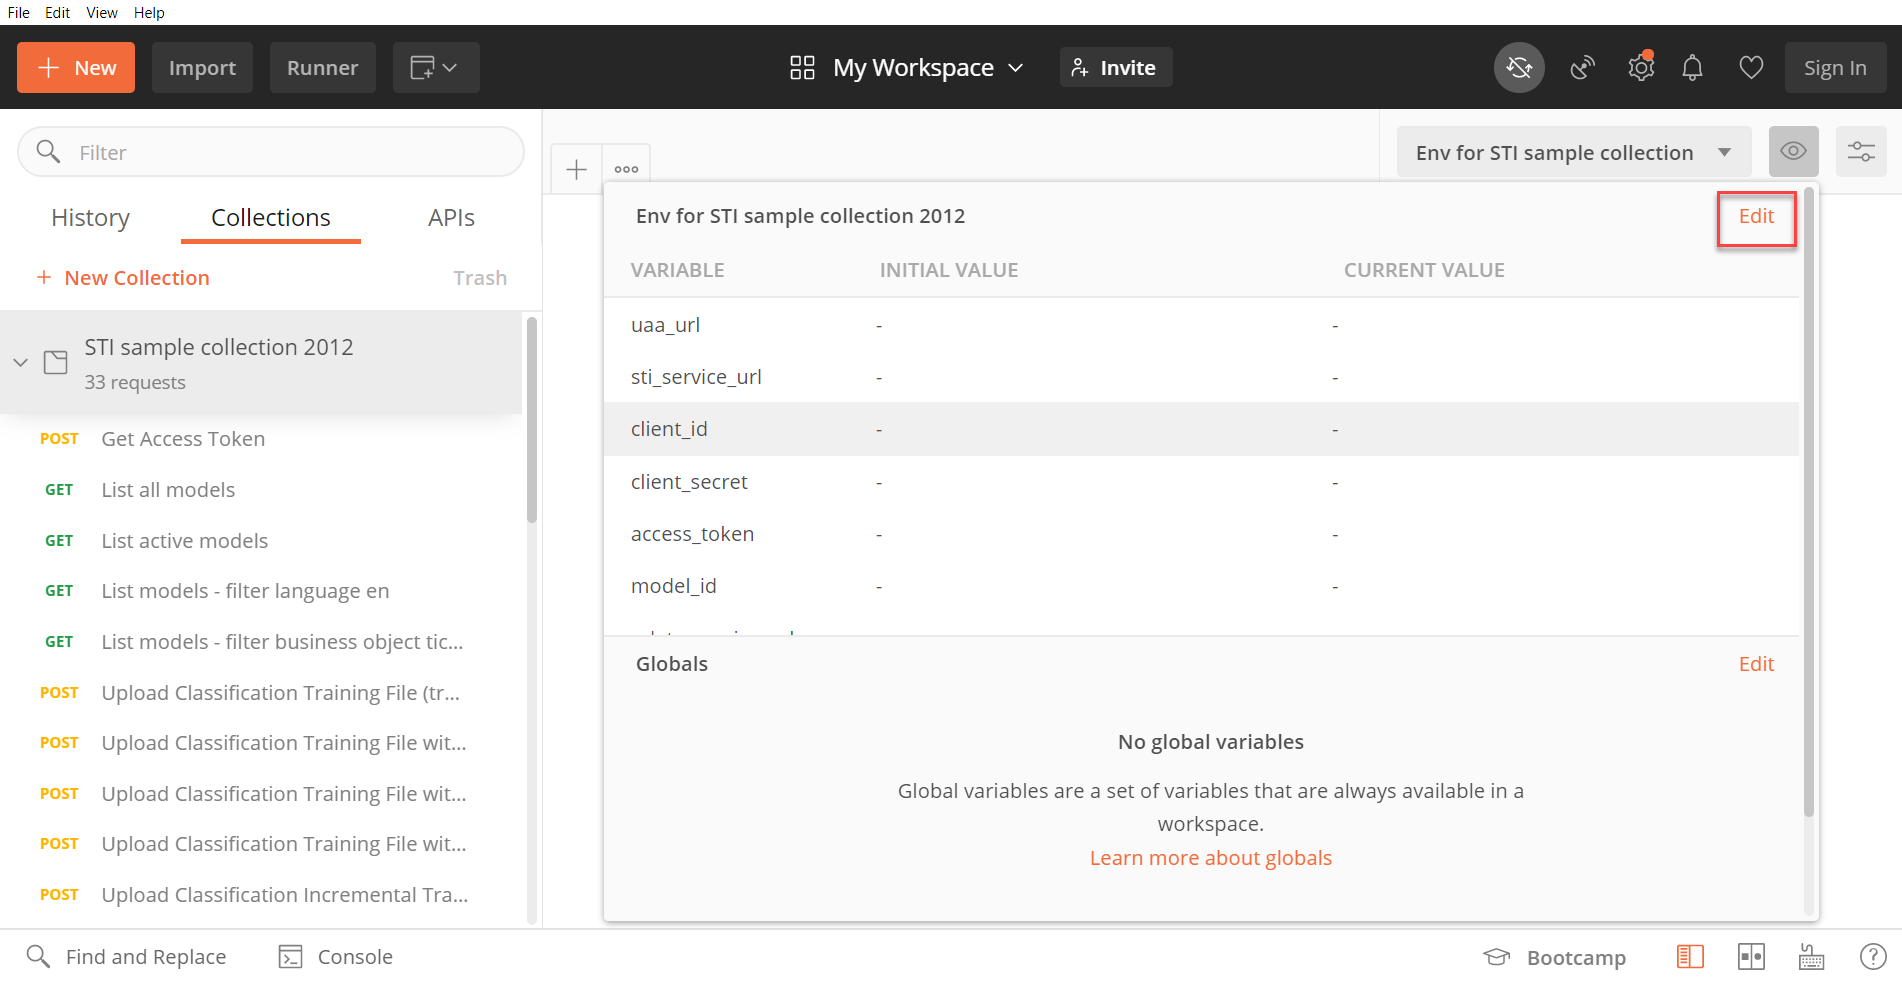 File Edit View Help
New Import Runner My Workspace Invite Sign In
Filter
Env for STI sample collection
History Collections APIs
New Collection Trash
STI sample collection 2012
33 requests
POST Get Access Token
GET List all models
GET List active models
GET List models - filter language en
GET List models - filter business object tic...
POST Upload Classification Training File (tr...
POST Upload Classification Training File wit...
POST Upload Classification Training File wit...
POST Upload Classification Training File wit...
POST Upload Classification Incremental Tra...
Env for STI sample collection 2012 Edit
VARIABLE INITIAL VALUE CURRENT VALUE
uaa_url - -
sti_service_url - -
client_id - -
client_secret - -
access_token - -
model_id - -
Globals Edit
No global variables
Global variables are a set of variables that are always available in a
workspace.
Learn more about globals
Find and Replace Console Bootcamp